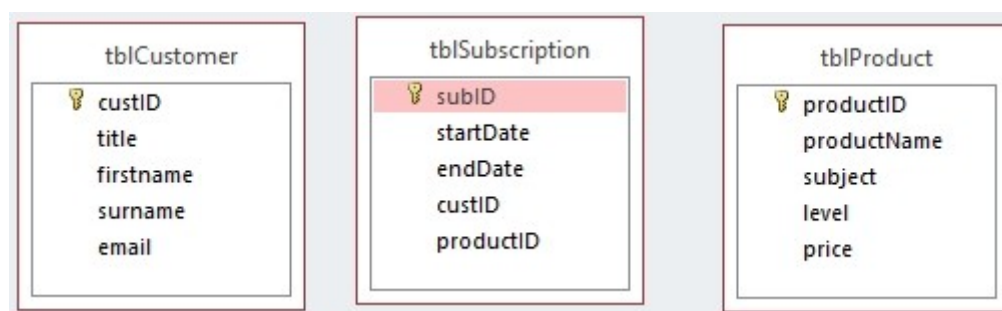 tblCustomer
custID
title
firstname
surname
email
tblSubscription
subID
startDate
endDate
custID
productID
tblProduct
productID
productName
subject
level
price